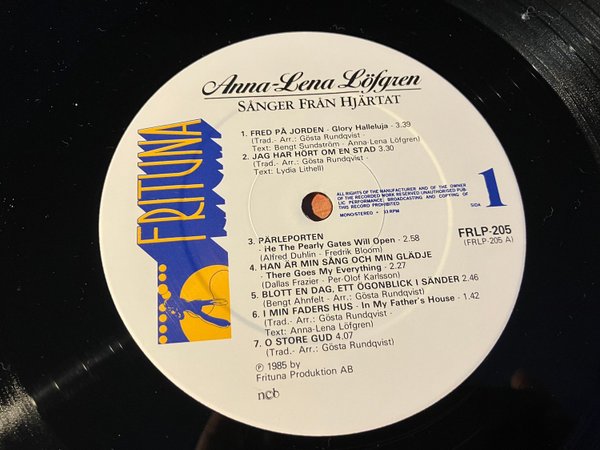 Anna-Lena Löfgren
SÅNGER FRÅN HJÄRTAT
FRITUNA
1. FRED PÅ JORDEN - Glory Halleluja - 3.39
(Trad.- Arr.: Gösta Rundqvist
Text: Bengt Sundström - Anna-Lena Löfgren)
2. JAG HAR HÖRT OM EN STAD 3.30
(Trad.- Arr.: Gösta Rundqvist
Text: Lydia Lithell)
ALL RIGHTS OF THE MANUFACTURER AND OF THE OWNER
OF THE RECORDED WORK RESERVED UNAUTHORISED PUB
LIC PERFORMANCE; BROADCASTING AND COPYING OF
THIS RECORD PROHIBITED
MONO/STEREO • 33 RPM
SIDA 1
FRLP-205
(FRLP-205 A)
3. PÄRLEPORTEN
- He The Pearly Gates Will Open - 2.58
(Alfred Duhlin - Fredrik Bloom)
4. HAN ÄR MIN SÅNG OCH MIN GLÄDJE
- There Goes My Everything - 2.27
(Dallas Frazier - Per-Olof Karlsson)
5. BLOTT EN DAG, ETT ÖGONBLICK I SÄNDER 2.46
(Bengt Ahnfelt - Arr.: Gösta Rundqvist)
6. I MIN FADERS HUS - In My Father's House - 1.42
(Trad.- Arr.: Gösta Rundqvist
Text: Anna-Lena Löfgren)
7. O STORE GUD 4.07
(Trad.- Arr.: Gösta Rundqvist)
℗ 1985 by
Frituna Produktion AB
ncb